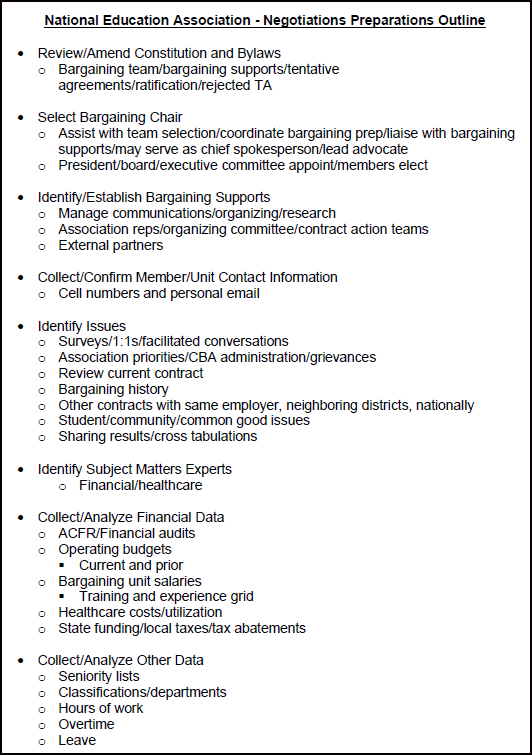 National Education Association - Negotiations Preparations Outline
• Review/Amend Constitution and Bylaws
o Bargaining team/bargaining supports/tentative
agreements/ratification/rejected TA
• Select Bargaining Chair
o Assist with team selection/coordinate bargaining prep/liaise with bargaining
supports/may serve as chief spokesperson/lead advocate
o President/board/executive committee appoint/members elect
• Identify/Establish Bargaining Supports
o Manage communications/organizing/research
o Association reps/organizing committee/contract action teams
o External partners
• Collect/Confirm Member/Unit Contact Information
o Cell numbers and personal email
• Identify Issues
o Surveys/1:1s/facilitated conversations
o Association priorities/CBA administration/grievances
o Review current contract
o Bargaining history
o Other contracts with same employer, neighboring districts, nationally
o Student/community/common good issues
o Sharing results/cross tabulations
• Identify Subject Matters Experts
o Financial/healthcare
• Collect/Analyze Financial Data
o ACFR/Financial audits
o Operating budgets
▪ Current and prior
o Bargaining unit salaries
▪ Training and experience grid
o Healthcare costs/utilization
o State funding/local taxes/tax abatements
• Collect/Analyze Other Data
o Seniority lists
o Classifications/departments
o Hours of work
o Overtime
o Leave